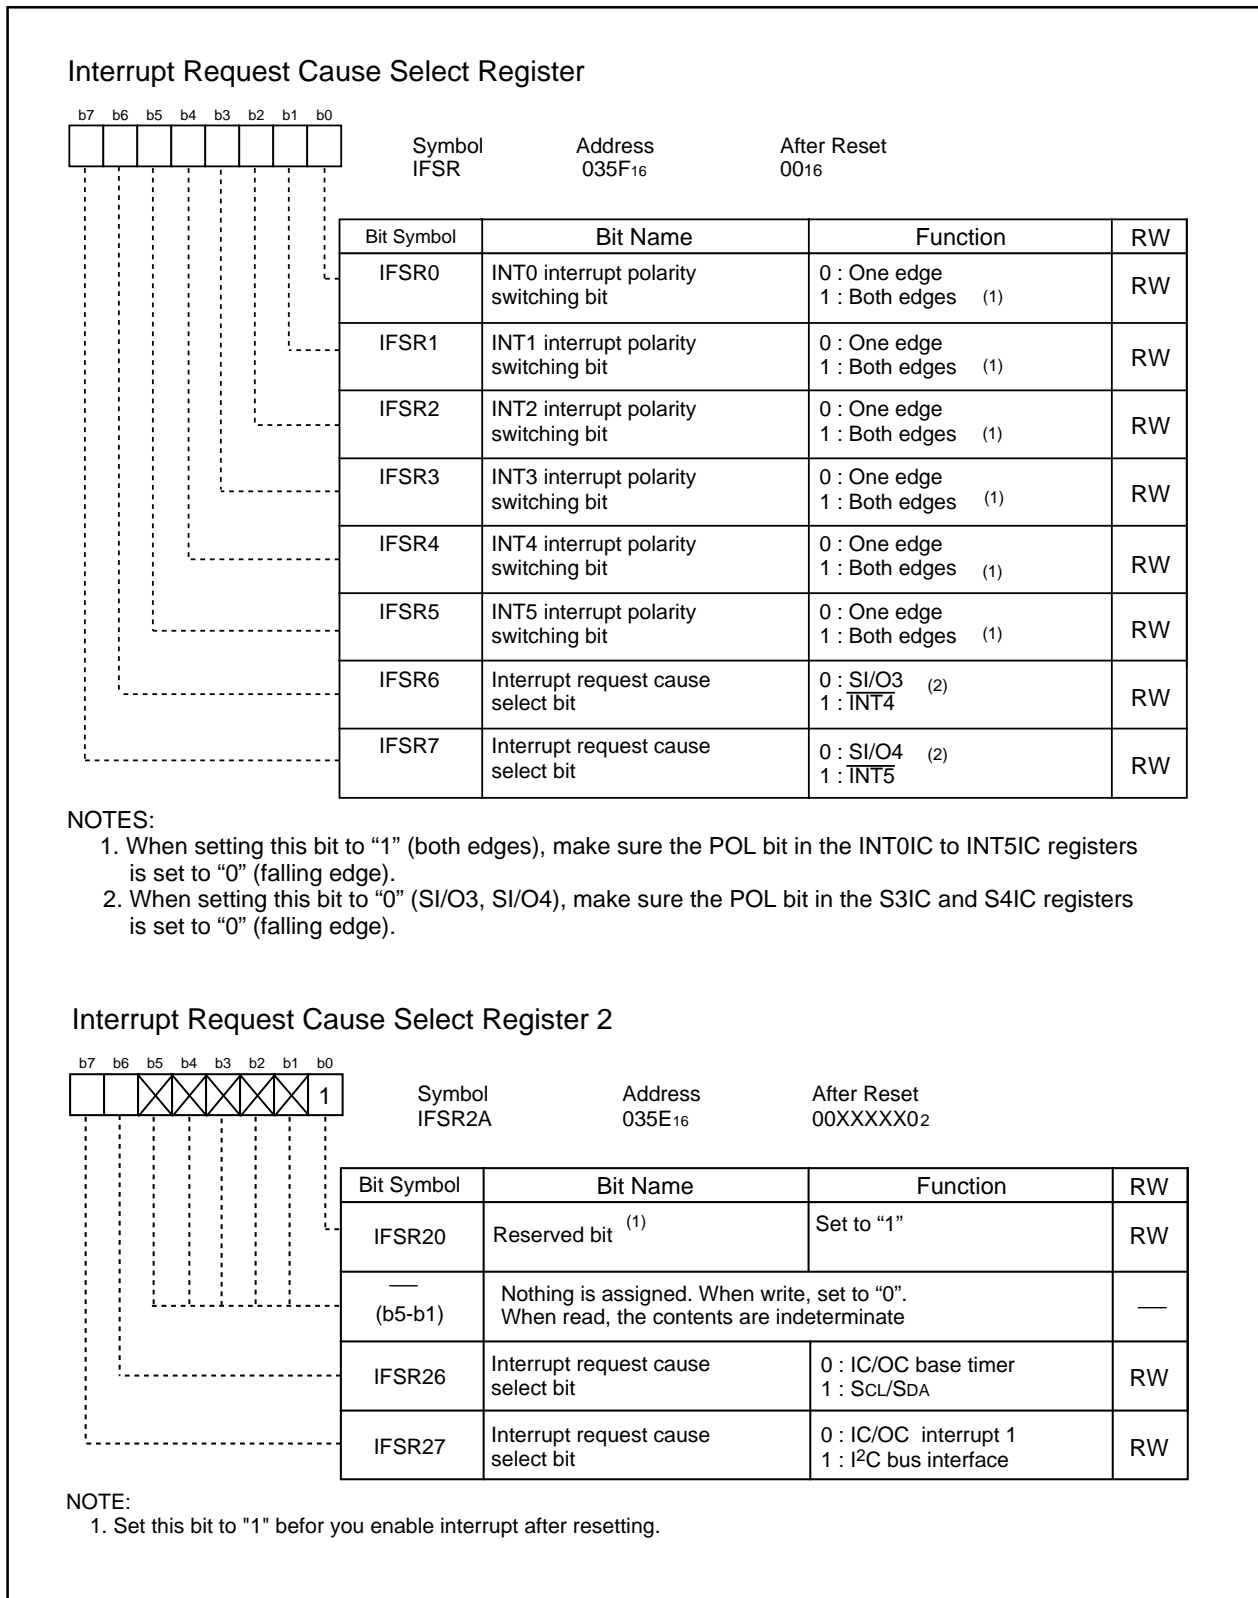 Interrupt Request Cause Select Register
b7 b6 b5 b4 b3 b2 b1 b0
Symbol Address After Reset
IFSR 035F16 0016
Bit Symbol Bit Name Function RW
IFSR0 INT0 interrupt polarity switching bit 0 : One edge
1 : Both edges (1) RW
IFSR1 INT1 interrupt polarity switching bit 0 : One edge
1 : Both edges (1) RW
IFSR2 INT2 interrupt polarity switching bit 0 : One edge
1 : Both edges (1) RW
IFSR3 INT3 interrupt polarity switching bit 0 : One edge
1 : Both edges (1) RW
IFSR4 INT4 interrupt polarity switching bit 0 : One edge
1 : Both edges (1) RW
IFSR5 INT5 interrupt polarity switching bit 0 : One edge
1 : Both edges (1) RW
IFSR6 Interrupt request cause select bit 0 : SI/O3 (2)
1 : INT4 RW
IFSR7 Interrupt request cause select bit 0 : SI/O4 (2)
1 : INT5 RW
NOTES:
1. When setting this bit to “1” (both edges), make sure the POL bit in the INT0IC to INT5IC registers
is set to “0” (falling edge).
2. When setting this bit to “0” (SI/O3, SI/O4), make sure the POL bit in the S3IC and S4IC registers
is set to “0” (falling edge).
Interrupt Request Cause Select Register 2
b7 b6 b5 b4 b3 b2 b1 b0
1
Symbol Address After Reset
IFSR2A 035E16 00XXXXX02
Bit Symbol Bit Name Function RW
IFSR20 Reserved bit (1) Set to “1” RW
(b5-b1) Nothing is assigned. When write, set to “0”.
When read, the contents are indeterminate
IFSR26 Interrupt request cause select bit 0 : IC/OC base timer
1 : SCL/SDA RW
IFSR27 Interrupt request cause select bit 0 : IC/OC interrupt 1
1 : I2C bus interface RW
NOTE:
1. Set this bit to "1" befor you enable interrupt after resetting.